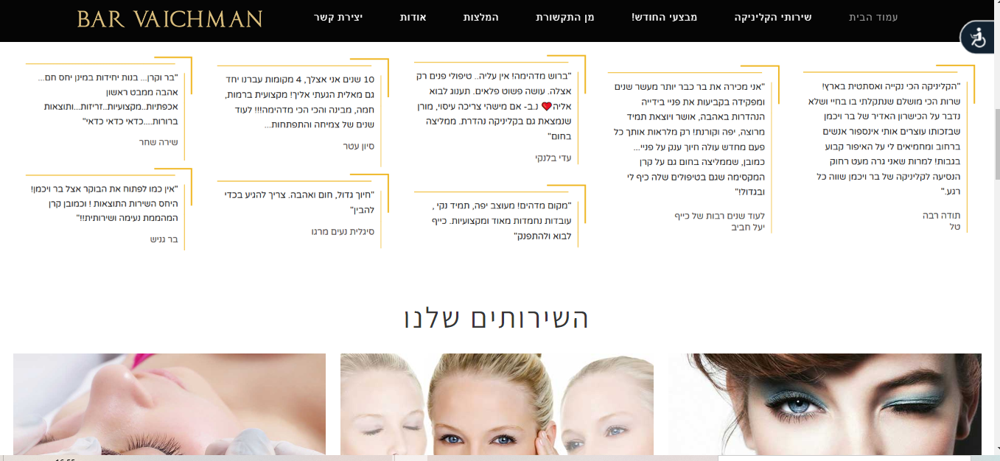 BAR VAICHMAN
עמוד הבית
שירותי הקליניקה
מבצעי החודש!
מן התקשורת
המלצות
אודות
יצירת קשר
"הקליניקה הכי נקייה ואסתטית בארץ!
שרות הכי מושלם שנתקלתי בו בחיי ושלא
נדבר על הכישרון האדיר של בר ויכמן
שבזכותו עוצרים אותי אינספור אנשים
ברחוב ומחמיאים לי על האיפור קבוע
בגבות! למרות שאני גרה מעט רחוק
הנסיעה לקליניקה של בר ויכמן שווה כל
רגע."
תודה רבה
טל
"אני מכירה את בר כבר יותר מעשר שנים
ומפקידה בקביעות את פניי בידייה
הנהדרות באהבה, אושר ויוצאת תמיד
מרוצה, יפה וקורנת! רק מלראות אותך כל
פעם מחדש עולה חיוך ענק על פניי...
כמובן, שממליצה בחום גם על קרן
המקסימה שגם בטיפולים שלה כיף לי
ובגדול!"
לעוד שנים רבות של כייף
יעל חביב
"ברוש מדהימה! אין עליה.. טיפולי פנים רק
אצלה. עושה פשוט פלאים. תענוג לבוא
אליה❤️ נ.ב- אם מישהי צריכה עיסוי, מורן
שנמצאת גם בקליניקה נהדרת. ממליצה
בחום"
עדי בלנקי
"מקום מדהים! מעוצב יפה, תמיד נקי ,
עובדות נחמדות מאוד ומקצועיות. כייף
לבוא ולהתפנק"
10 שנים אני אצלך, 4 מקומות עברנו יחד
גם מאלית הגעתי אליך! מקצועית ברמות,
חמה, מבינה והכי הכי מדהימה!!! לעוד
שנים של צמיחה והתפתחות...
סיון עטר
"חיוך גדול, חום ואהבה. צריך להגיע בכדי
להבין"
סיגלית נעים מרגו
"בר וקרן... בנות יחידות במינן יחס חם...
אהבה ממבט ראשון
אכפתיות..מקצועיות..זריזות...ותוצאות
ברורות....כדאי כדאי כדאי"
שירה שחר
"אין כמו לפתוח את הבוקר אצל בר ויכמן!
היחס השירות התוצאות ! וכמובן קרן
המהממת נעימה ושירותית!!"
בר גניש
השירותים שלנו